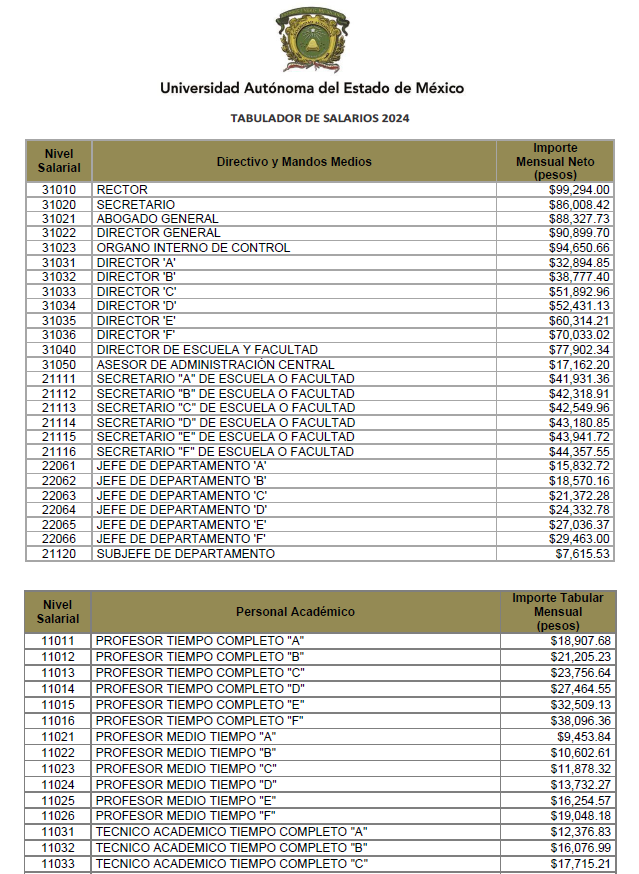 Universidad Autónoma del Estado de México
TABULADOR DE SALARIOS 2024
Nivel Salarial Directivo y Mandos Medios Importe Mensual Neto (pesos)
31010 RECTOR $99,294.00
31020 SECRETARIO $86,008.42
31021 ABOGADO GENERAL $88,327.73
31022 DIRECTOR GENERAL $90,899.70
31023 ORGANO INTERNO DE CONTROL $94,650.66
31031 DIRECTOR 'A' $32,894.85
31032 DIRECTOR 'B' $38,777.40
31033 DIRECTOR 'C' $51,892.96
31034 DIRECTOR 'D' $52,431.13
31035 DIRECTOR 'E' $60,314.21
31036 DIRECTOR 'F' $70,033.02
31040 DIRECTOR DE ESCUELA Y FACULTAD $77,902.34
31050 ASESOR DE ADMINISTRACIÓN CENTRAL $17,162.20
21111 SECRETARIO "A" DE ESCUELA O FACULTAD $41,931.36
21112 SECRETARIO "B" DE ESCUELA O FACULTAD $42,318.91
21113 SECRETARIO "C" DE ESCUELA O FACULTAD $42,549.96
21114 SECRETARIO "D" DE ESCUELA O FACULTAD $43,180.85
21115 SECRETARIO "E" DE ESCUELA O FACULTAD $43,941.72
21116 SECRETARIO "F" DE ESCUELA O FACULTAD $44,357.55
22061 JEFE DE DEPARTAMENTO 'A' $15,832.72
22062 JEFE DE DEPARTAMENTO 'B' $18,570.16
22063 JEFE DE DEPARTAMENTO 'C' $21,372.28
22064 JEFE DE DEPARTAMENTO 'D' $24,332.78
22065 JEFE DE DEPARTAMENTO 'E' $27,036.37
22066 JEFE DE DEPARTAMENTO 'F' $29,463.00
21120 SUBJEFE DE DEPARTAMENTO $7,615.53
Nivel Salarial Personal Académico Importe Tabular Mensual (pesos)
11011 PROFESOR TIEMPO COMPLETO "A" $18,907.68
11012 PROFESOR TIEMPO COMPLETO "B" $21,205.23
11013 PROFESOR TIEMPO COMPLETO "C" $23,756.64
11014 PROFESOR TIEMPO COMPLETO "D" $27,464.55
11015 PROFESOR TIEMPO COMPLETO "E" $32,509.13
11016 PROFESOR TIEMPO COMPLETO "F" $38,096.36
11021 PROFESOR MEDIO TIEMPO "A" $9,453.84
11022 PROFESOR MEDIO TIEMPO "B" $10,602.61
11023 PROFESOR MEDIO TIEMPO "C" $11,878.32
11024 PROFESOR MEDIO TIEMPO "D" $13,732.27
11025 PROFESOR MEDIO TIEMPO "E" $16,254.57
11026 PROFESOR MEDIO TIEMPO "F" $19,048.18
11031 TECNICO ACADEMICO TIEMPO COMPLETO "A" $12,376.83
11032 TECNICO ACADEMICO TIEMPO COMPLETO "B" $16,076.99
11033 TECNICO ACADEMICO TIEMPO COMPLETO "C" $17,715.21